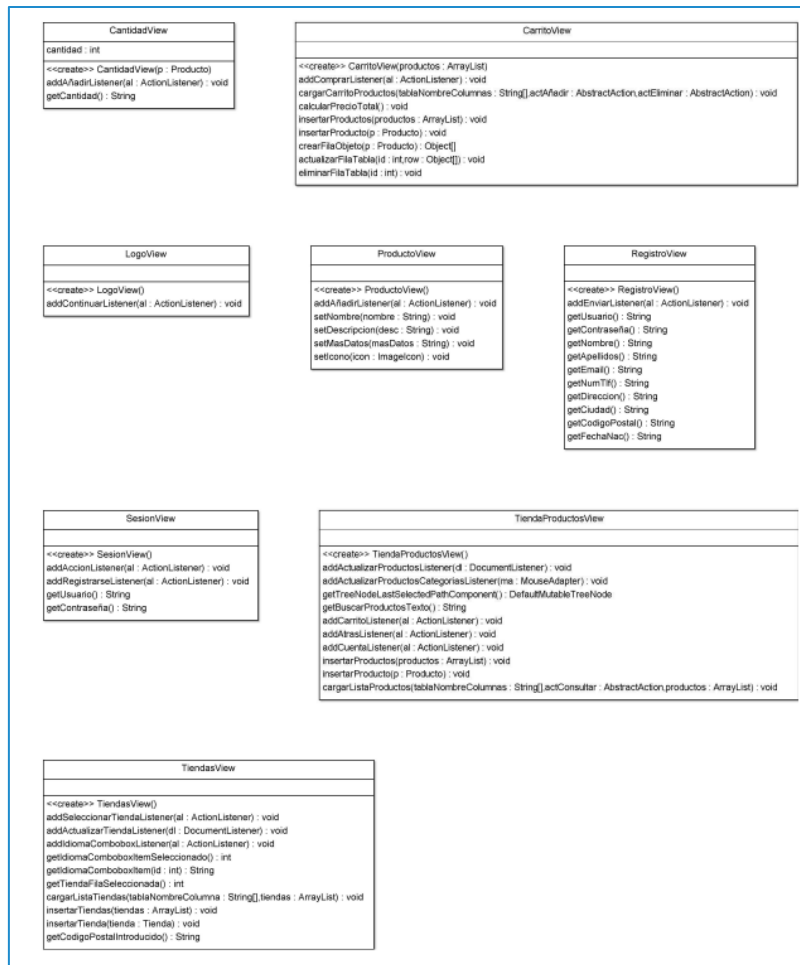 CantidadView
cantidad : int
<<create>> CantidadView(p : Producto)
addAñadirListener(al : ActionListener) : void
getCantidad() : String
CarritoView
<<create>> CarritoView(productos : ArrayList)
addComprarListener(al : ActionListener) : void
cargarCarritoProductos(tablaNombreColumnas : String[],actAñadir : AbstractAction,actEliminar : AbstractAction) : void
calcularPrecioTotal() : void
insertarProductos(productos : ArrayList) : void
insertarProducto(p : Producto) : void
crearFilaObjeto(p : Producto) : Object[]
actualizarFilaTabla(id : int,row : Object[]) : void
eliminarFilaTabla(id : int) : void
LogoView
<<create>> LogoView()
addContinuarListener(al : ActionListener) : void
ProductoView
<<create>> ProductoView()
addAñadirListener(al : ActionListener) : void
setNombre(nombre : String) : void
setDescripcion(desc : String) : void
setMasDatos(masDatos : String) : void
setIcono(icon : ImageIcon) : void
RegistroView
<<create>> RegistroView()
addEnviarListener(al : ActionListener) : void
getUsuario() : String
getContraseña() : String
getNombre() : String
getApellidos() : String
getEmail() : String
getNumTlf() : String
getDireccion() : String
getCiudad() : String
getCodigoPostal() : String
getFechaNac() : String
SesionView
<<create>> SesionView()
addAccionListener(al : ActionListener) : void
addRegistrarseListener(al : ActionListener) : void
getUsuario() : String
getContraseña() : String
TiendaProductosView
<<create>> TiendaProductosView()
addActualizarProductosListener(dl : DocumentListener) : void
addActualizarProductosCategoriasListener(ma : MouseAdapter) : void
getTreeNodeLastSelectedPathComponent() : DefaultMutableTreeNode
getBuscarProductosTexto() : String
addCarritoListener(al : ActionListener) : void
addAtrasListener(al : ActionListener) : void
addCuentaListener(al : ActionListener) : void
insertarProductos(productos : ArrayList) : void
insertarProducto(p : Producto) : void
cargarListaProductos(tablaNombreColumnas : String[],actConsultar : AbstractAction,productos : ArrayList) : void
TiendasView
<<create>> TiendasView()
addSeleccionarTiendaListener(al : ActionListener) : void
addActualizarTiendaListener(dl : DocumentListener) : void
addIdiomaComboboxListener(al : ActionListener) : void
getIdiomaComboboxItemSeleccionado() : int
getIdiomaComboboxItem(id : int) : String
getTiendaFilaSeleccionada() : int
cargarListaTiendas(tablaNombreColumna : String[],tiendas : ArrayList) : void
insertarTiendas(tiendas : ArrayList) : void
insertarTienda(tienda : Tienda) : void
getCodigoPostalIntroducido() : String